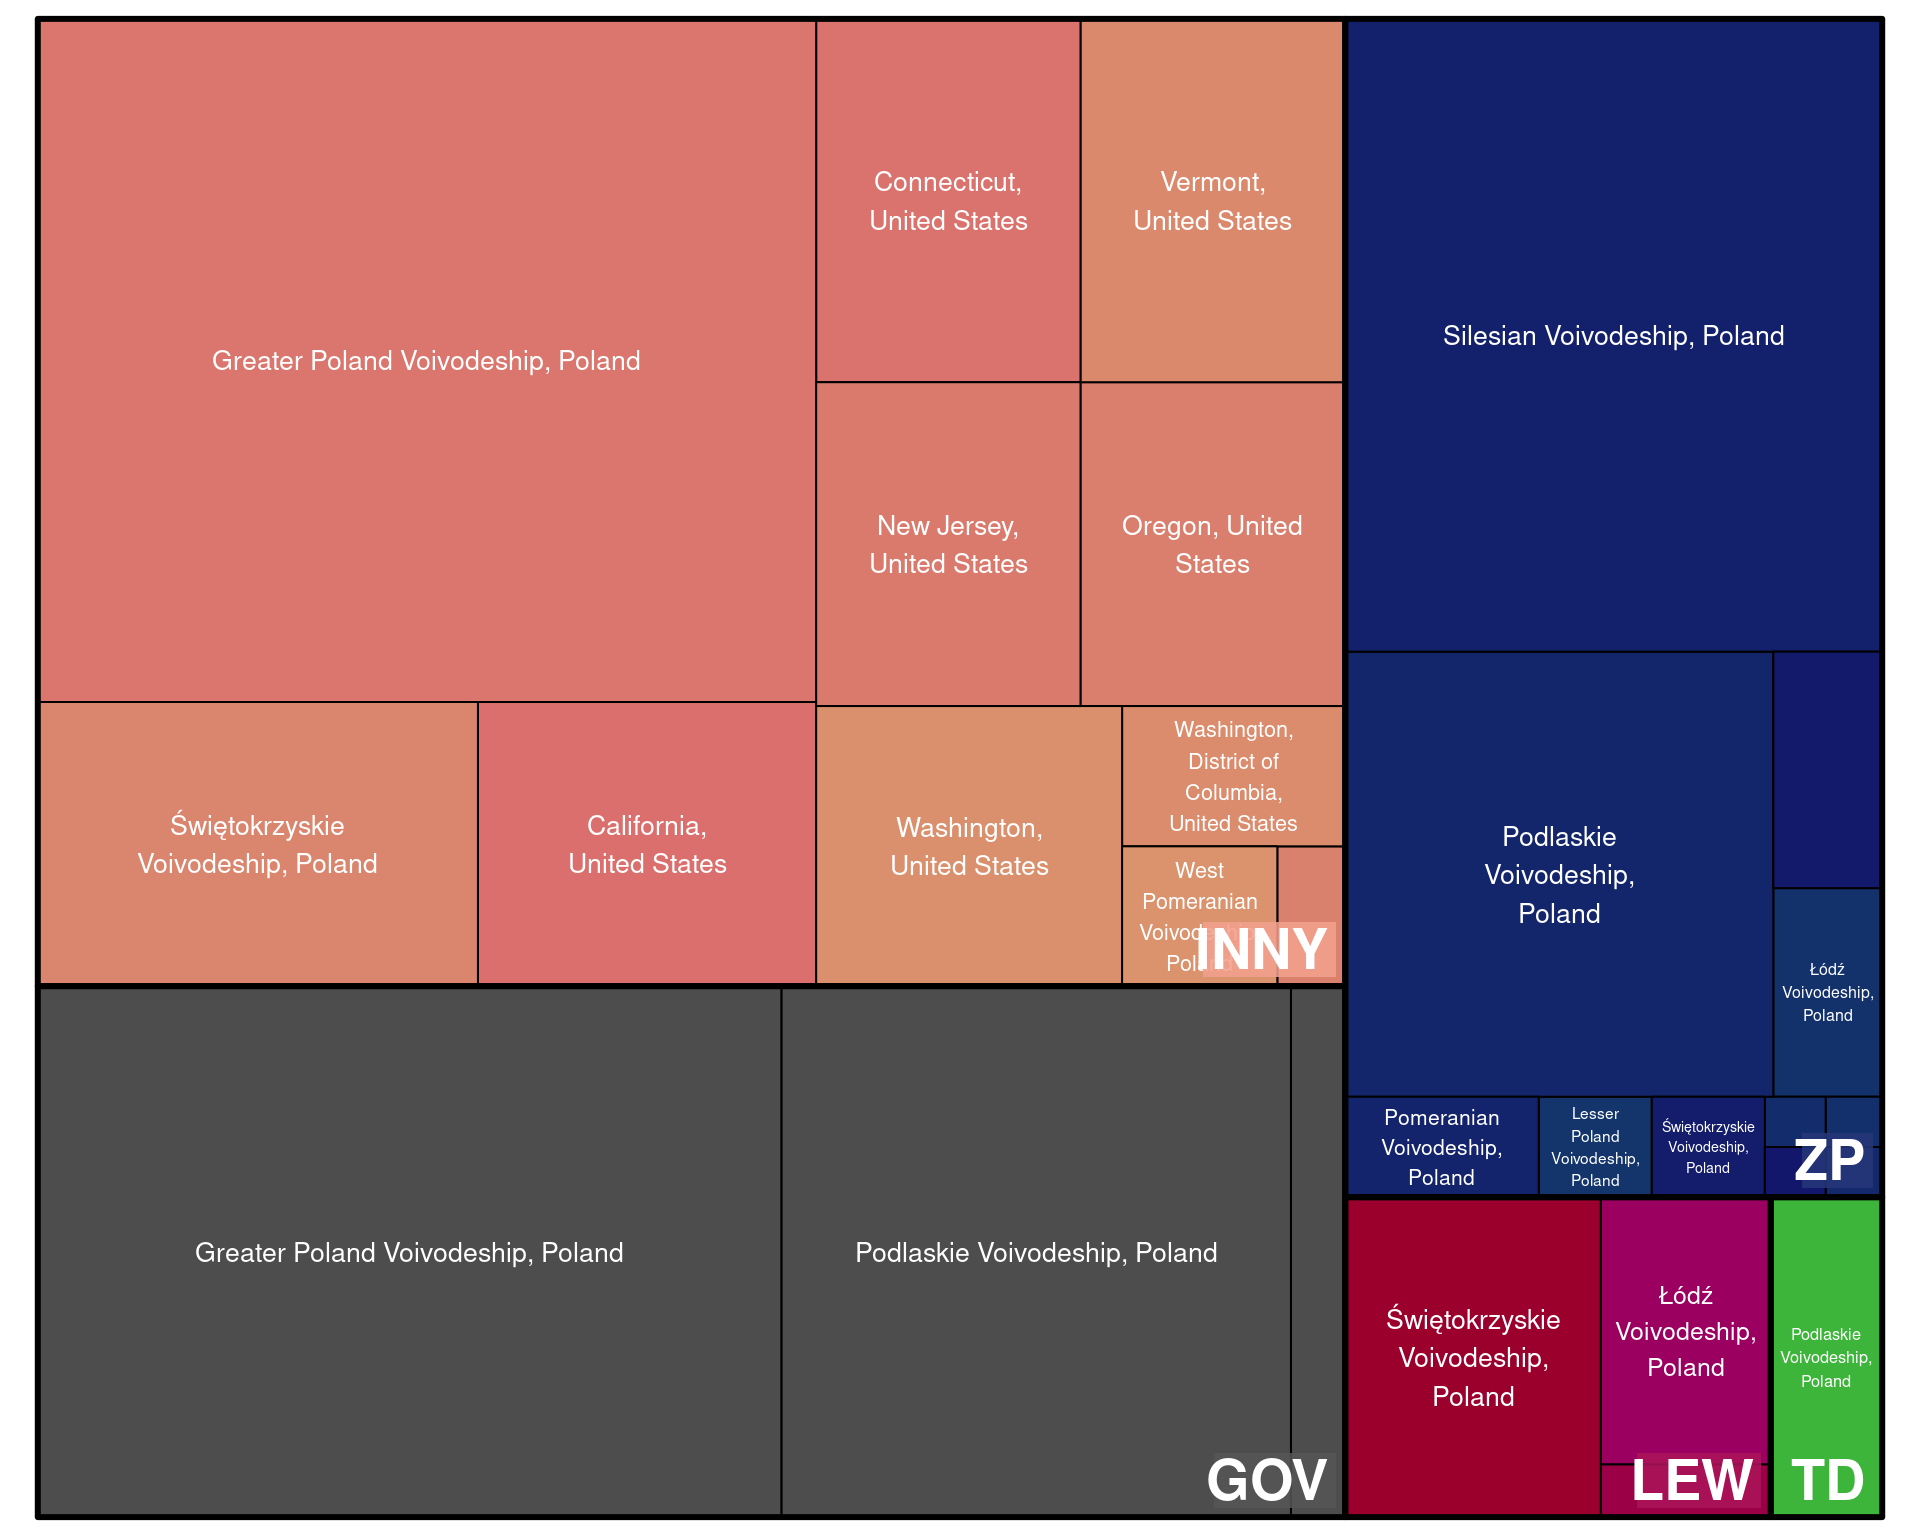 Greater Poland Voivodeship, Poland
Connecticut,
United States
Vermont,
United States
New Jersey,
United States
Oregon, United
States
Świętokrzyskie
Voivodeship, Poland
California,
United States
Washington,
United States
Washington,
District of
Columbia,
United States
West
Pomeranian
INNY
Greater Poland Voivodeship, Poland
Podlaskie Voivodeship, Poland
GOV
Silesian Voivodeship, Poland
Podlaskie
Voivodeship,
Poland
Łódź
Voivodeship,
Poland
Pomeranian
Voivodeship,
Poland
Lesser
Poland
Voivodeship,
Poland
Świętokrzyskie
Voivodeship,
Poland
ZP
Świętokrzyskie
Voivodeship,
Poland
Łódź
Voivodeship,
Poland
LEW
Podlaskie
Voivodeship,
Poland
TD